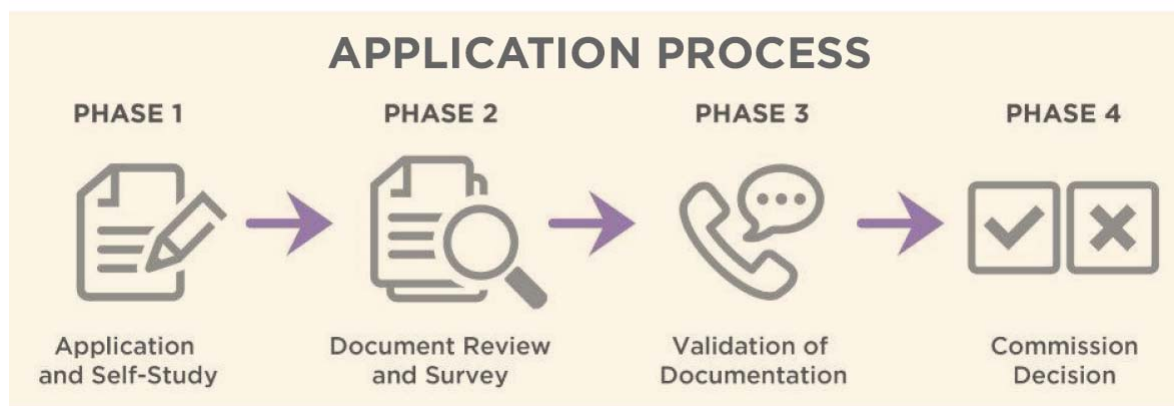 APPLICATION PROCESS
PHASE 1
PHASE 2
PHASE 3
PHASE 4
Application
and Self-Study
Document Review
and Survey
Validation of
Documentation
Commission
Decision